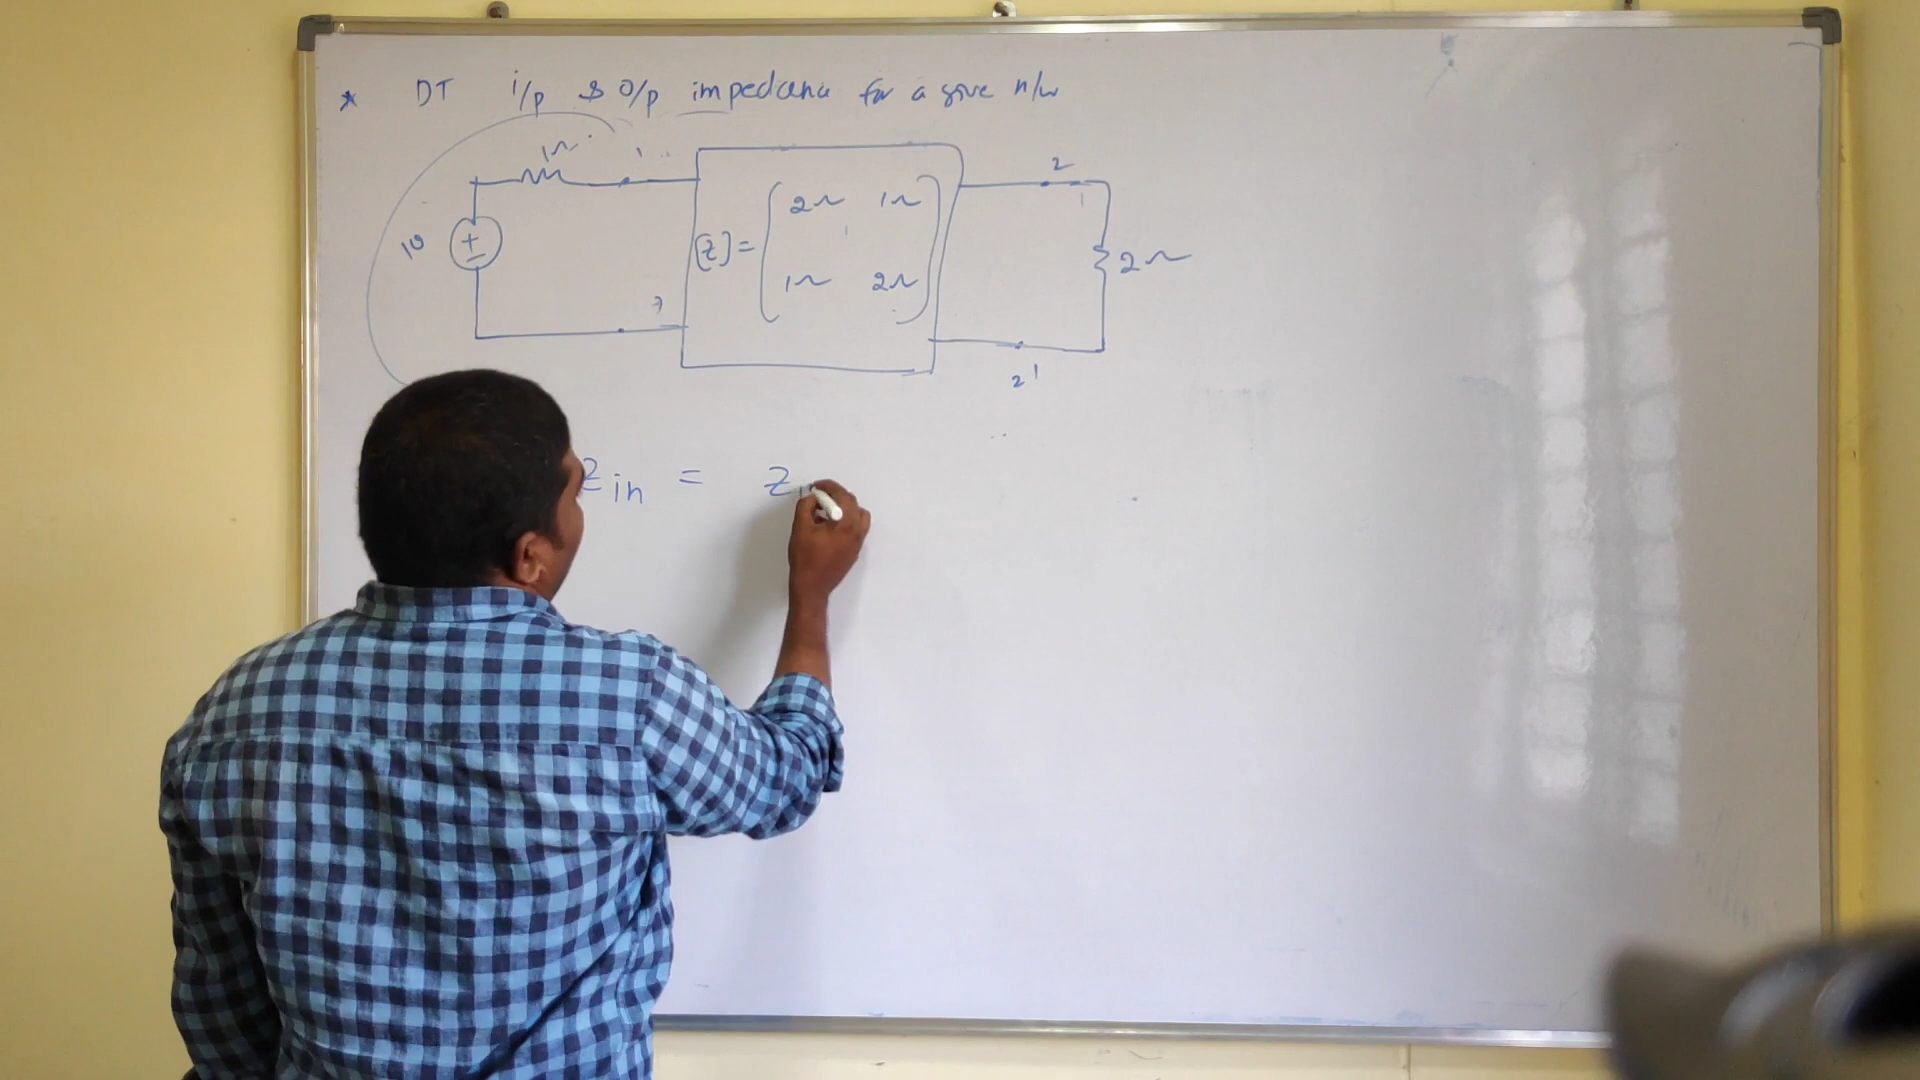 * DT i/p & o/p impedance for a give n/w
1Ω
1
2
10
+
-
[z] =
2Ω 1Ω
1Ω 2Ω
2Ω
2'
Zin = Z